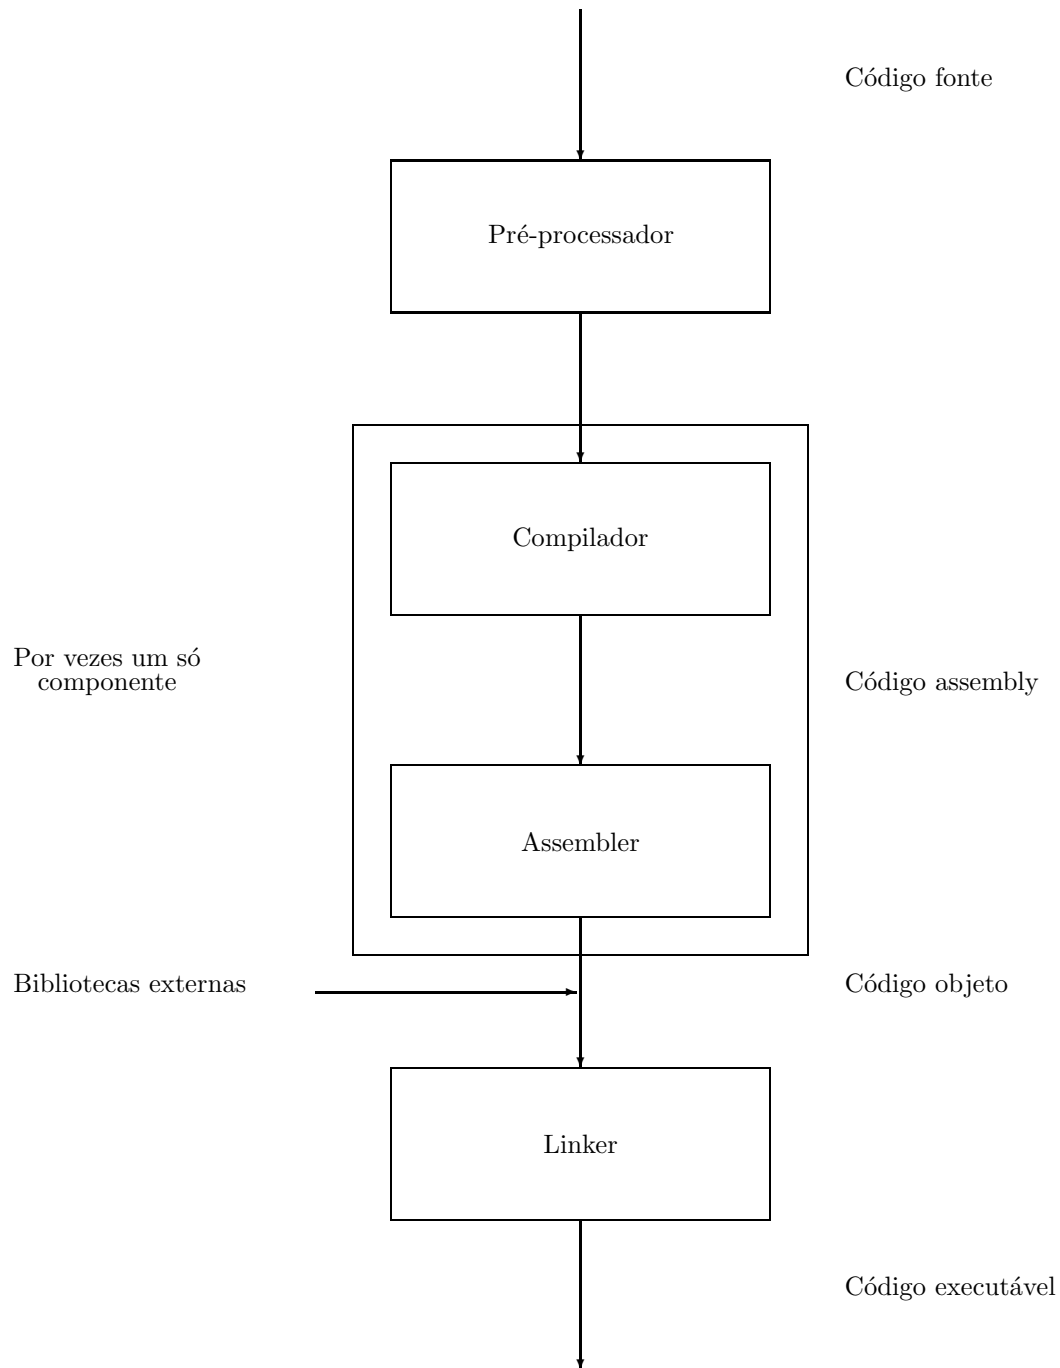 Código fonte
Pré-processador
Compilador
Por vezes um só
componente
Código assembly
Assembler
Bibliotecas externas
Código objeto
Linker
Código executável